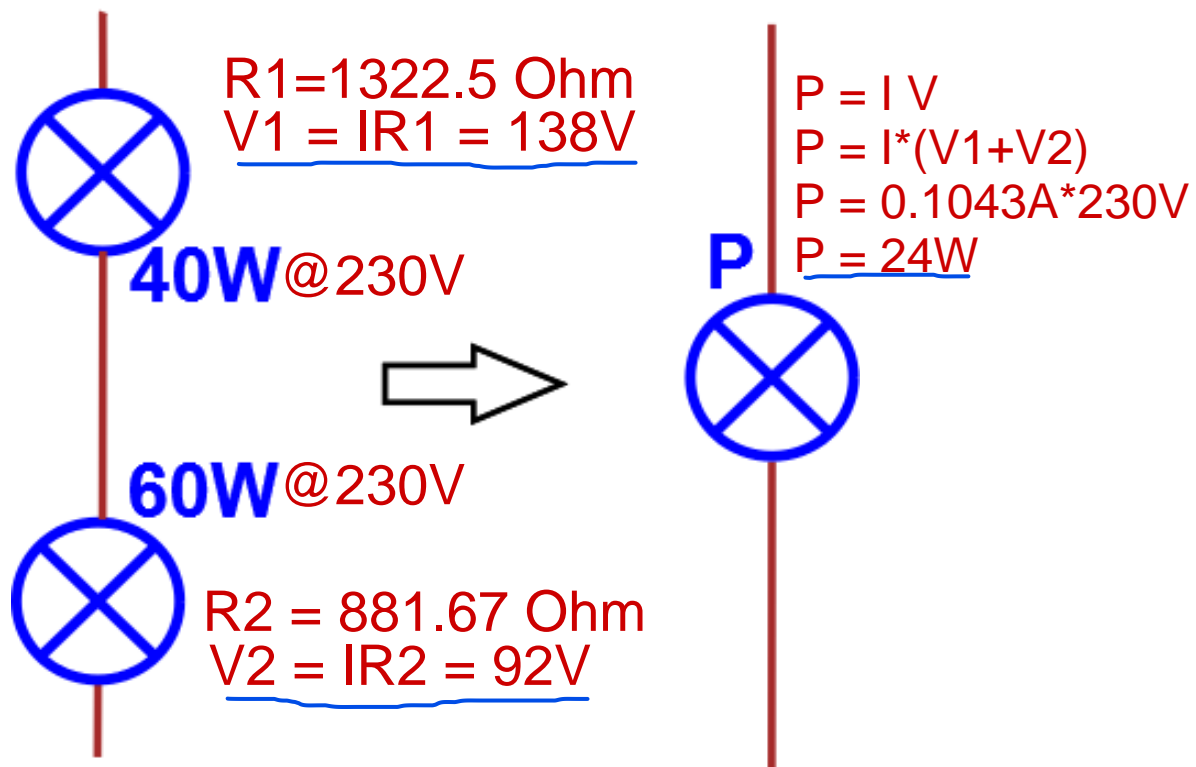 R1=1322.5 Ohm
V1 = IR1 = 138V
40W@230V
60W@230V
R2 = 881.67 Ohm
V2 = IR2 = 92V
P = I V
P = I*(V1+V2)
P = 0.1043A*230V
P = 24W
P